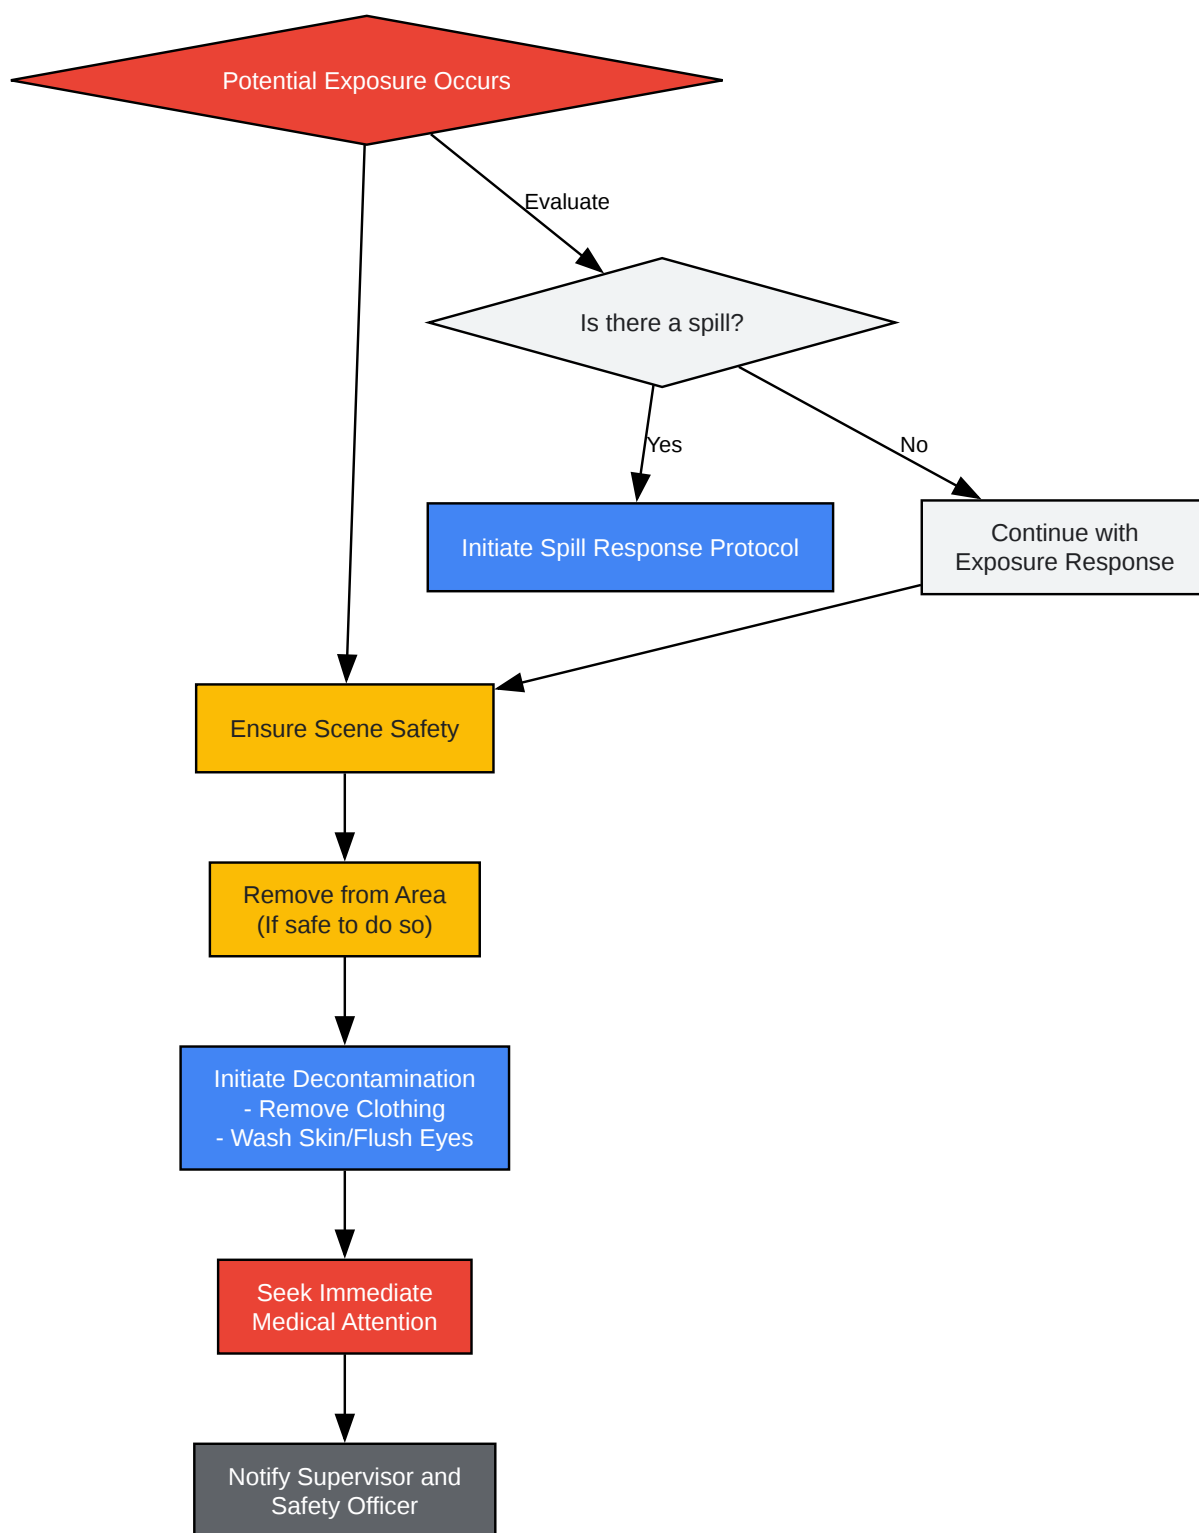 Potential Exposure Occurs
Evaluate
Is there a spill?
Yes
No
Initiate Spill Response Protocol
Continue with
Exposure Response
Ensure Scene Safety
Remove from Area
(If safe to do so)
Initiate Decontamination
- Remove Clothing
- Wash Skin/Flush Eyes
Seek Immediate
Medical Attention
Notify Supervisor and
Safety Officer